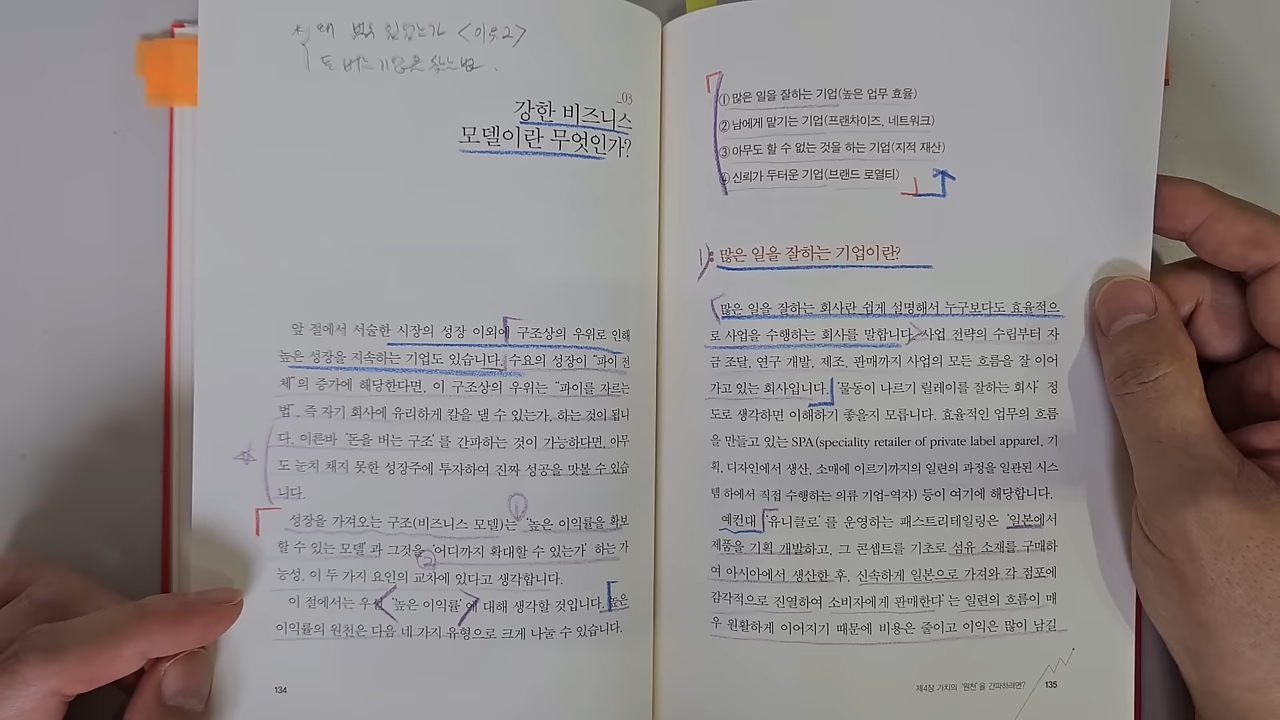 왜
<이유2>
돈 버는 기업을 찾는 법.
_03
강한 비즈니스
모델이란 무엇인가?
앞 절에서 서술한 시장의 성장 이외에 구조상의 우위로 인해
높은 성장을 지속하는 기업도 있습니다. 수요의 성장이 "파이 전
체"의 증가에 해당한다면, 이 구조상의 우위는 "파이를 자르는
법", 즉 자기 회사에 유리하게 칼을 댈 수 있는가, 하는 것이 됩니
다. 이른바 '돈을 버는 구조'를 간파하는 것이 가능하다면, 아무
도 눈치 채지 못한 성장주에 투자하여 진짜 성공을 맛볼 수 있습
니다.
성장을 가져오는 구조(비즈니스 모델)는 '높은 이익률을 확보
할 수 있는 모델'과 그것을 '어디까지 확대할 수 있는가' 하는 가
능성, 이 두 가지 요인의 교차에 있다고 생각합니다.
이 절에서는 우선 '높은 이익률'에 대해 생각할 것입니다. 높은
이익률의 원천은 다음 네 가지 유형으로 크게 나눌 수 있습니다.
134
① 많은 일을 잘하는 기업(높은 업무 효율)
② 남에게 맡기는 기업(프랜차이즈, 네트워크)
③ 아무도 할 수 없는 것을 하는 기업(지적 재산)
④ 신뢰가 두터운 기업(브랜드 로열티)
1) 많은 일을 잘하는 기업이란?
많은 일을 잘하는 회사란 쉽게 설명해서 누구보다도 효율적으
로 사업을 수행하는 회사를 말합니다. 사업 전략의 수립부터 자
금 조달, 연구 개발, 제조, 판매까지 사업의 모든 흐름을 잘 이어
가고 있는 회사입니다. '물동이 나르기 릴레이를 잘하는 회사' 정
도로 생각하면 이해하기 좋을지 모릅니다. 효율적인 업무의 흐름
을 만들고 있는 SPA(speciality retailer of private label apparel, 기
획, 디자인에서 생산, 소매에 이르기까지의 일련의 과정을 일관된 시스
템 하에서 직접 수행하는 의류 기업-역자) 등이 여기에 해당합니다.
예컨대 '유니클로'를 운영하는 패스트리테일링은 '일본에서
제품을 기획 개발하고, 그 콘셉트를 기초로 섬유 소재를 구매하
여 아시아에서 생산한 후, 신속하게 일본으로 가져와 각 점포에
감각적으로 진열하여 소비자에게 판매한다'는 일련의 흐름이 매
우 원활하게 이어지기 때문에 비용은 줄이고 이익은 많이 남길
제4장 가치의 '원천'을 간파하려면? 135